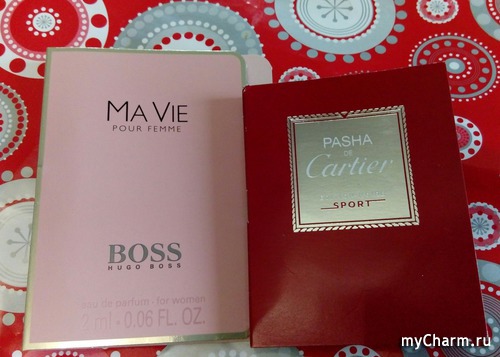 MA VIE
POUR FEMME
BOSS
HUGO BOSS
eau de parfum - for women
2 ml - 0.06 FL. OZ.
PASHA
DE
Cartier
SPORT
myCharm.ru